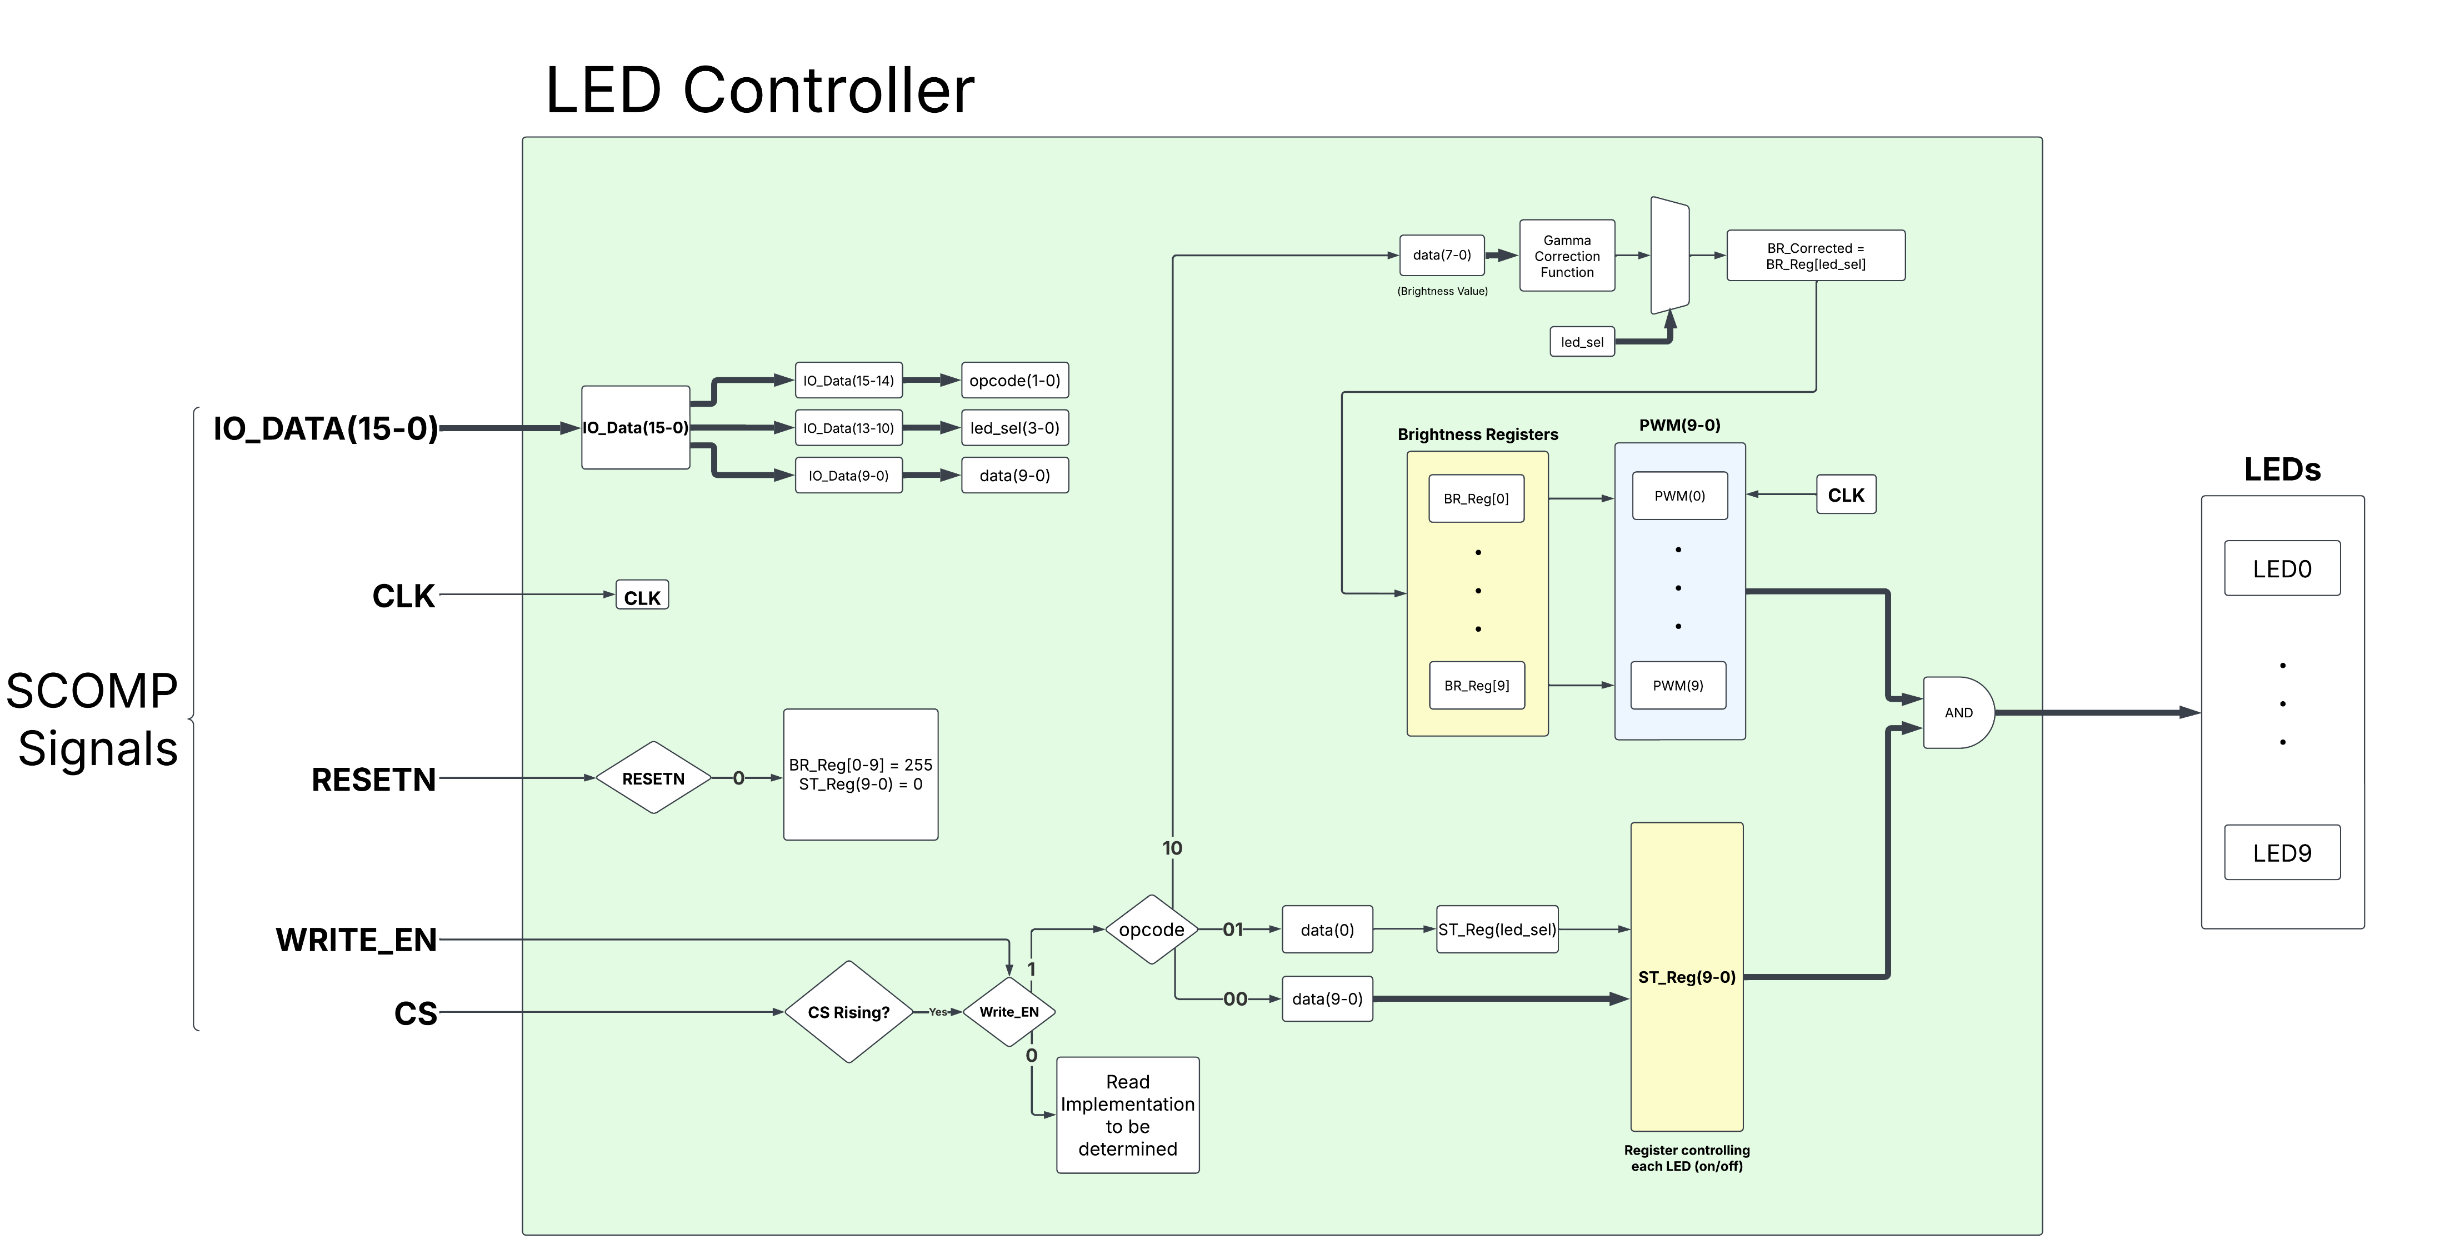 LED Controller
SCOMP
Signals
IO_DATA(15-0)
CLK
RESETN
WRITE_EN
CS
IO_Data(15-0)
IO_Data(15-14)
opcode(1-0)
IO_Data(13-10)
led_sel(3-0)
IO_Data(9-0)
data(9-0)
CLK
RESETN
0
BR_Reg[0-9] = 255
ST_Reg(9-0) = 0
CS Rising?
Yes
Write_EN
1
0
Read
Implementation
to be
determined
opcode
10
01
00
data(7-0)
(Brightness Value)
Gamma
Correction
Function
led_sel
BR_Corrected =
BR_Reg[led_sel]
Brightness Registers
BR_Reg[0]
BR_Reg[9]
PWM(9-0)
PWM(0)
PWM(9)
CLK
data(0)
ST_Reg(led_sel)
data(9-0)
ST_Reg(9-0)
Register controlling
each LED (on/off)
AND
LEDs
LED0
LED9